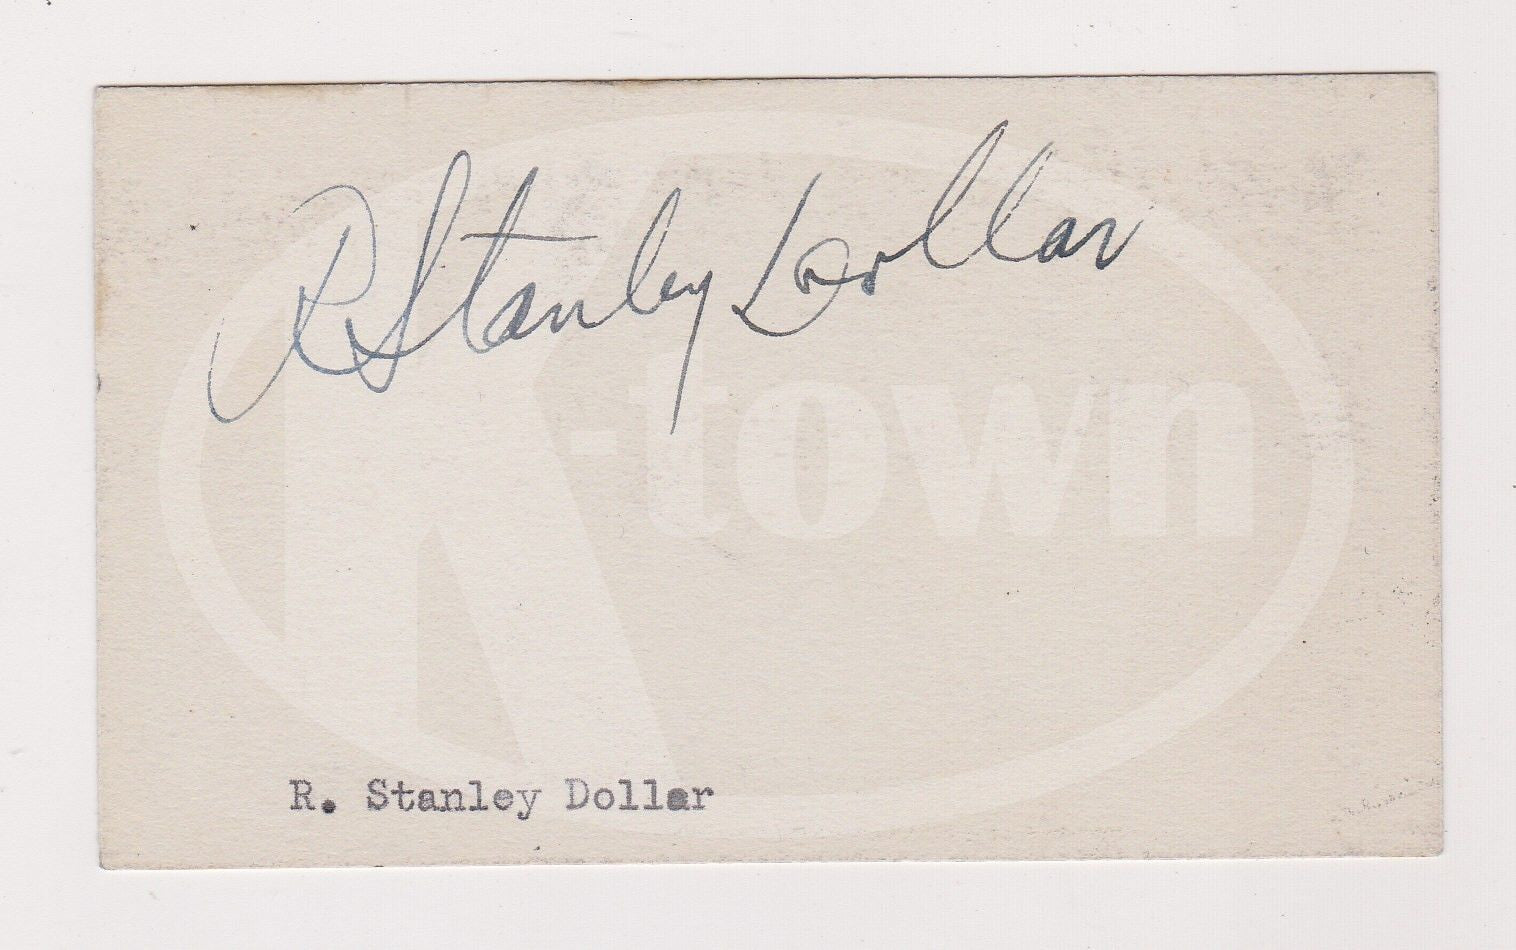 R Stanley Dollar
K-town
R. Stanley Dollar